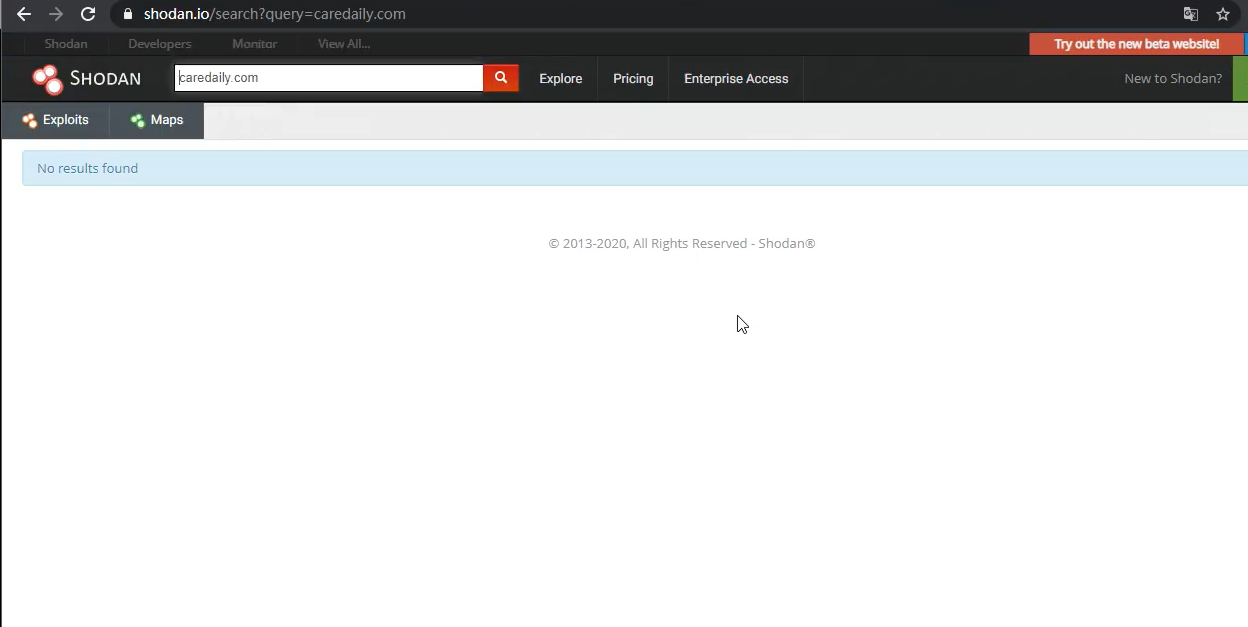 shodan.io/search?query=caredaily.com
Shodan Developers Monitor View All... Try out the new beta website!
SHODAN caredaily.com Explore Pricing Enterprise Access New to Shodan?
Exploits Maps
No results found
© 2013-2020, All Rights Reserved - Shodan®